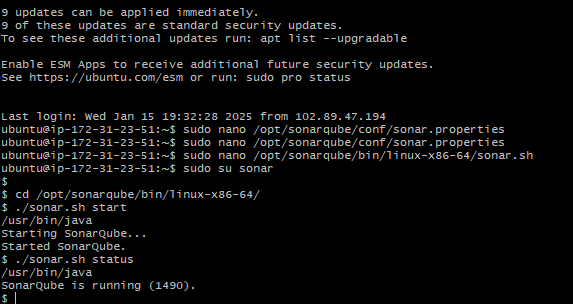 9 updates can be applied immediately.
9 of these updates are standard security updates.
To see these additional updates run: apt list --upgradable
Enable ESM Apps to receive additional future security updates.
See https://ubuntu.com/esm or run: sudo pro status
Last login: Wed Jan 15 19:32:28 2025 from 102.89.47.194
ubuntu@ip-172-31-23-51:~$ sudo nano /opt/sonarqube/conf/sonar.properties
ubuntu@ip-172-31-23-51:~$ sudo nano /opt/sonarqube/conf/sonar.properties
ubuntu@ip-172-31-23-51:~$ sudo nano /opt/sonarqube/bin/linux-x86-64/sonar.sh
ubuntu@ip-172-31-23-51:~$ sudo su sonar
$
$ cd /opt/sonarqube/bin/linux-x86-64/
$ ./sonar.sh start
/usr/bin/java
Starting SonarQube...
Started SonarQube.
$ ./sonar.sh status
/usr/bin/java
SonarQube is running (1490).
$